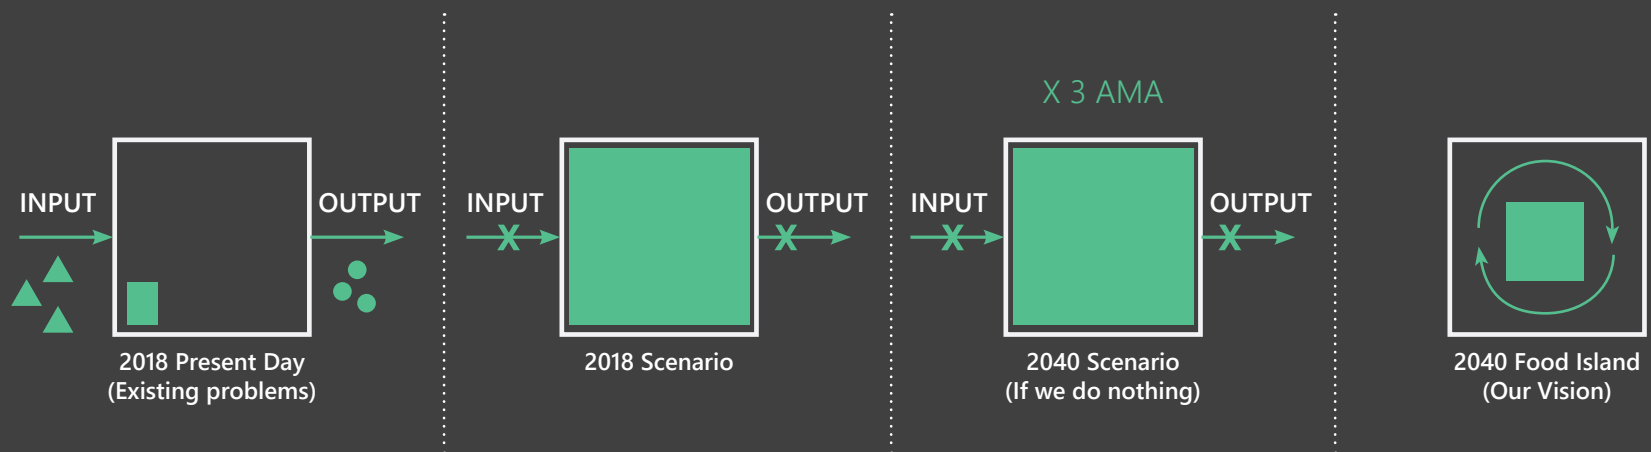 INPUT
OUTPUT
2018 Present Day
(Existing problems)
INPUT
X
OUTPUT
X
2018 Scenario
X 3 AMA
INPUT
X
OUTPUT
X
2040 Scenario
(If we do nothing)
2040 Food Island
(Our Vision)